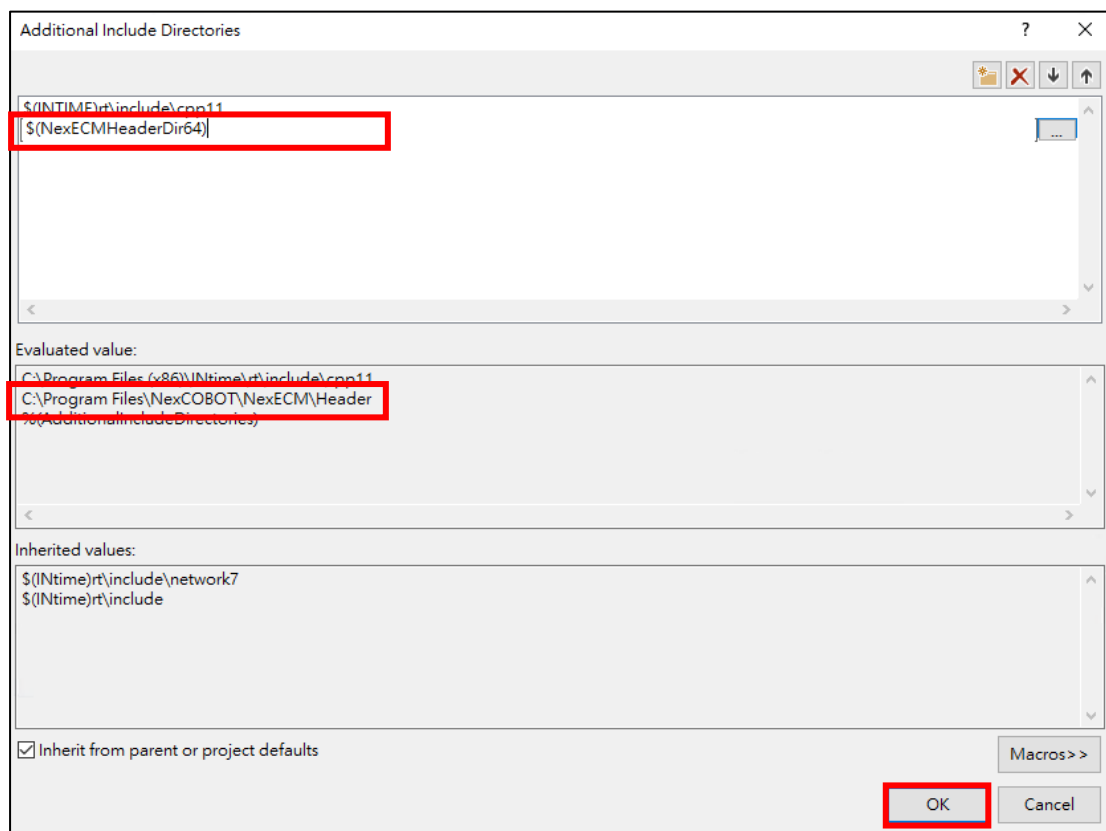 Additional Include Directories
?
$(INTIME)rt\include\cpp11
$(NexECMHeaderDir64)
...
Evaluated value:
C:\Program Files (x86)\INtime\rt\include\cpp11
C:\Program Files\NexCOBOT\NexECM\Header
%(AdditionalIncludeDirectories)
Inherited values:
$(INtime)rt\include\network7
$(INtime)rt\include
Inherit from parent or project defaults
Macros>>
OK
Cancel